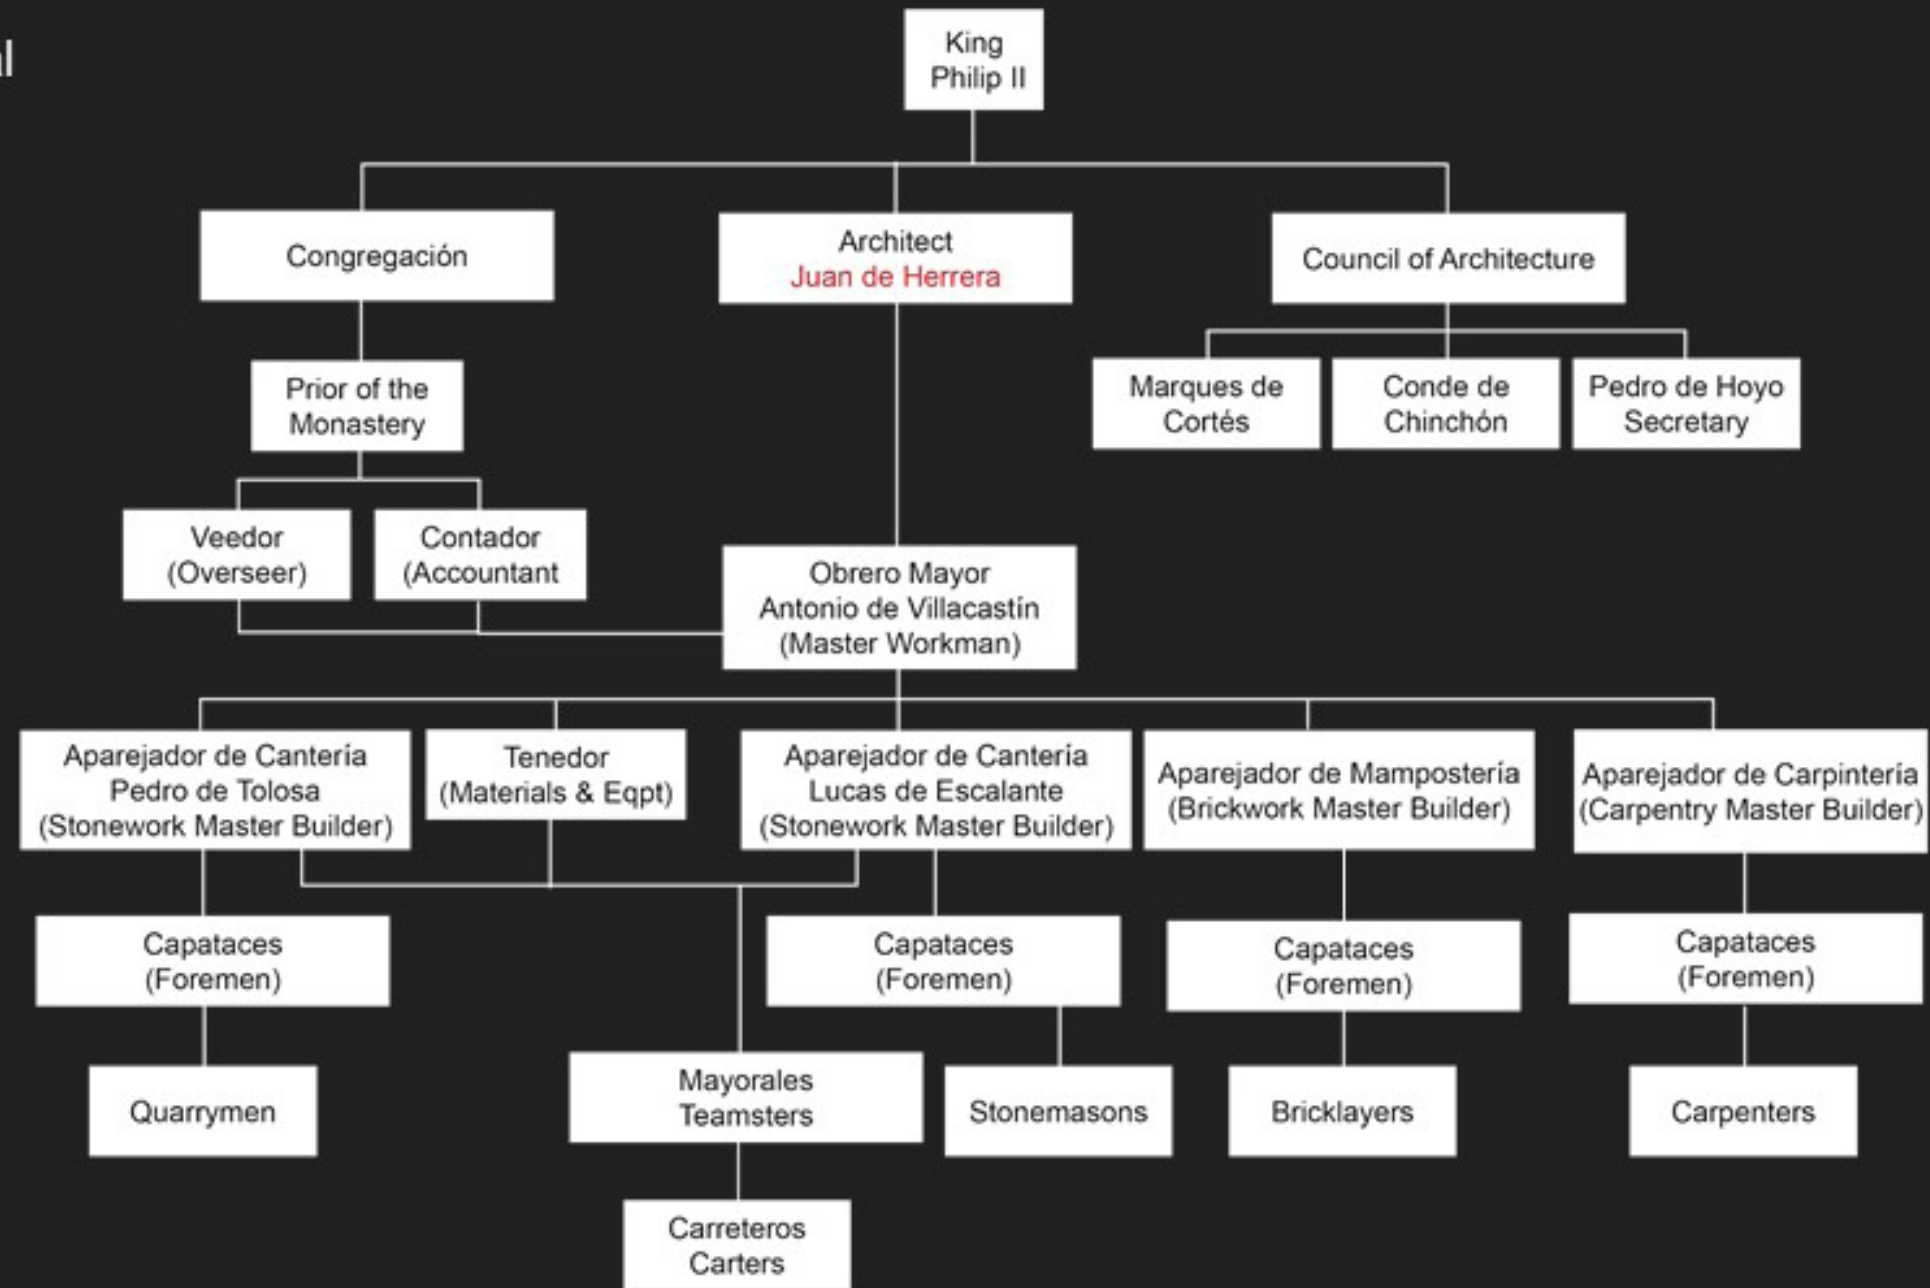 al
King
Philip II
Congregación
Architect
Juan de Herrera
Council of Architecture
Prior of the
Monastery
Marques de
Cortés
Conde de
Chinchón
Pedro de Hoyo
Secretary
Veedor
(Overseer)
Contador
(Accountant
Obrero Mayor
Antonio de Villacastín
(Master Workman)
Aparejador de Cantería
Pedro de Tolosa
(Stonework Master Builder)
Tenedor
(Materials & Eqpt)
Aparejador de Cantería
Lucas de Escalante
(Stonework Master Builder)
Aparejador de Mampostería
(Brickwork Master Builder)
Aparejador de Carpintería
(Carpentry Master Builder)
Capataces
(Foremen)
Capataces
(Foremen)
Capataces
(Foremen)
Capataces
(Foremen)
Quarrymen
Mayorales
Teamsters
Stonemasons
Bricklayers
Carpenters
Carreteros
Carters